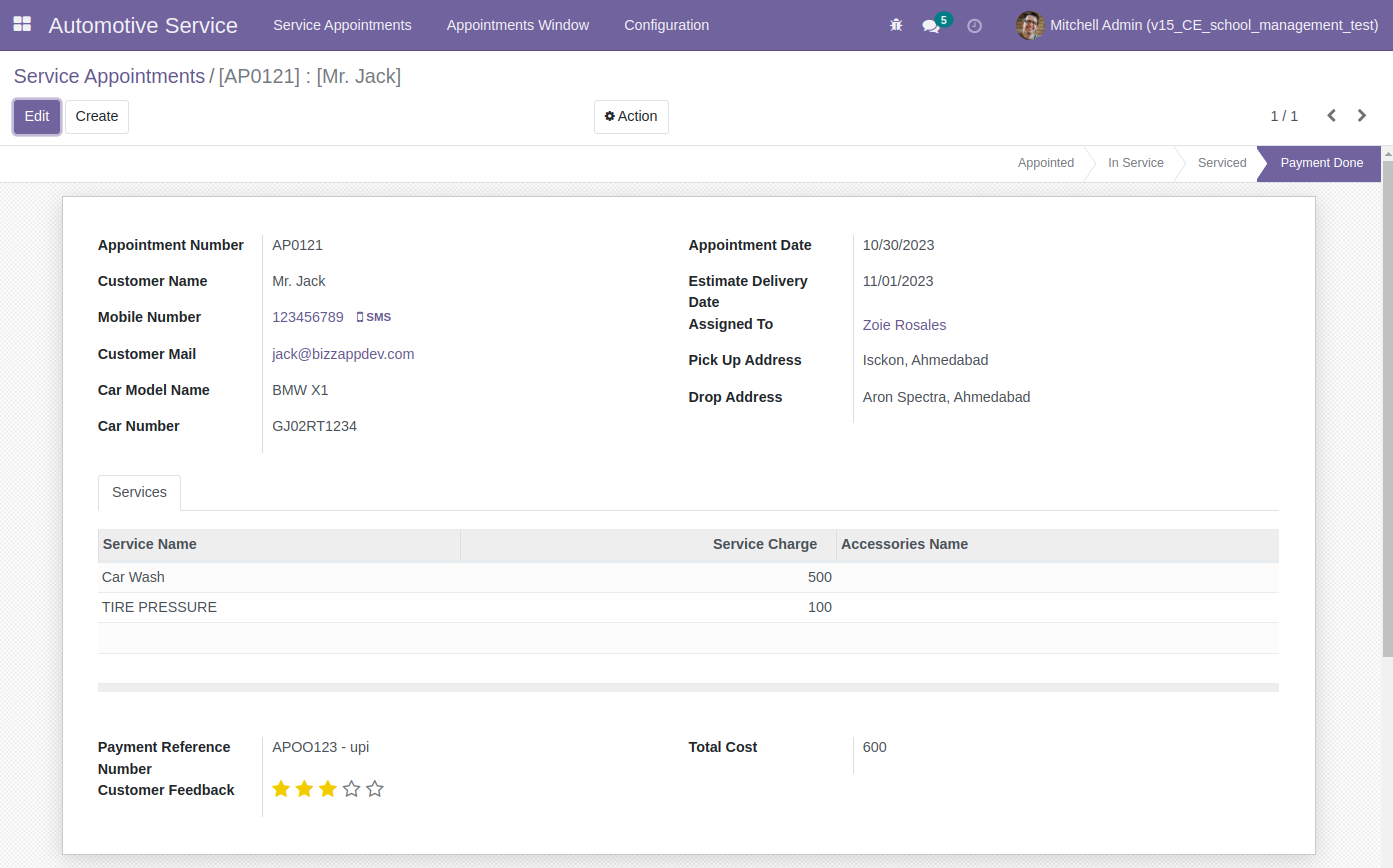 Automotive Service Service Appointments Appointments Window Configuration 5 Mitchell Admin (v15_CE_school_management_test)
Service Appointments / [AP0121] : [Mr. Jack]
Edit Create Action 1 / 1
Appointed In Service Serviced Payment Done
Appointment Number AP0121
Customer Name Mr. Jack
Mobile Number 123456789 SMS
Customer Mail jack@bizzappdev.com
Car Model Name BMW X1
Car Number GJ02RT1234
Appointment Date 10/30/2023
Estimate Delivery 11/01/2023
Date
Assigned To Zoie Rosales
Pick Up Address Isckon, Ahmedabad
Drop Address Aron Spectra, Ahmedabad
Services
Service Name Service Charge Accessories Name
Car Wash 500
TIRE PRESSURE 100
Payment Reference APOO123 - upi
Number
Customer Feedback
Total Cost 600